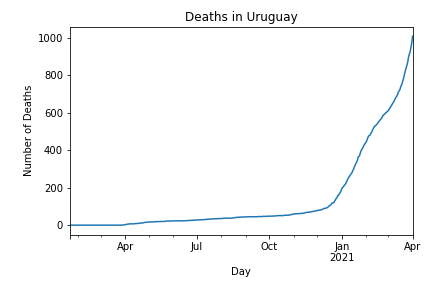 Deaths in Uruguay
1000
800
600
400
200
0
Number of Deaths
Apr
Jul
Oct
Jan
2021
Apr
Day